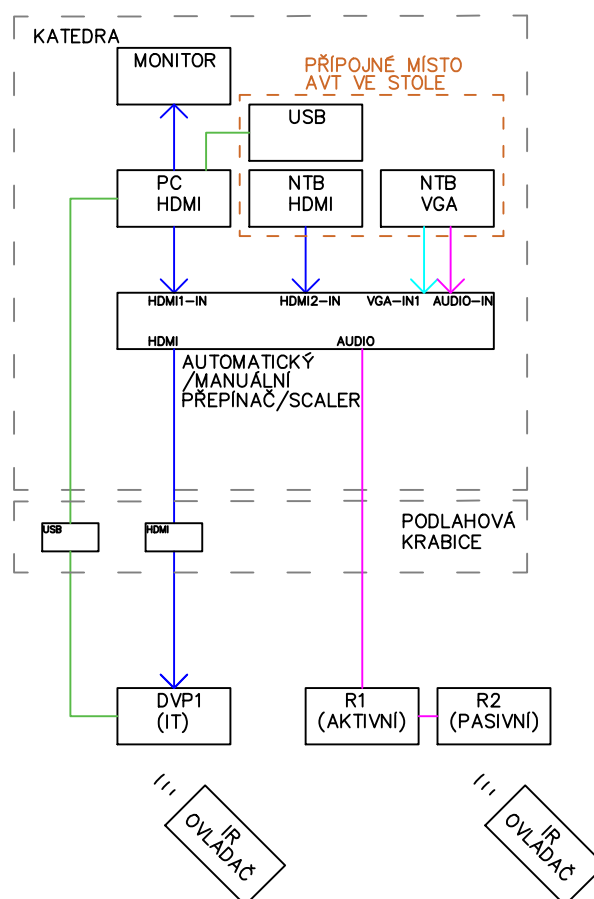 KATEDRA
MONITOR
PŘÍPOJNÉ MÍSTO
AVT VE STOLE
USB
PC
HDMI
NTB
HDMI
NTB
VGA
HDMI1-IN
HDMI2-IN
VGA-IN1
AUDIO-IN
HDMI
AUDIO
AUTOMATICKÝ
/MANUÁLNÍ
PŘEPÍNAČ/SCALER
PODLAHOVÁ
KRABICE
USB
HDMI
DVP1
(IT)
R1
(AKTIVNÍ)
R2
(PASIVNÍ)
IR
OVLÁDAČ
IR
OVLÁDAČ